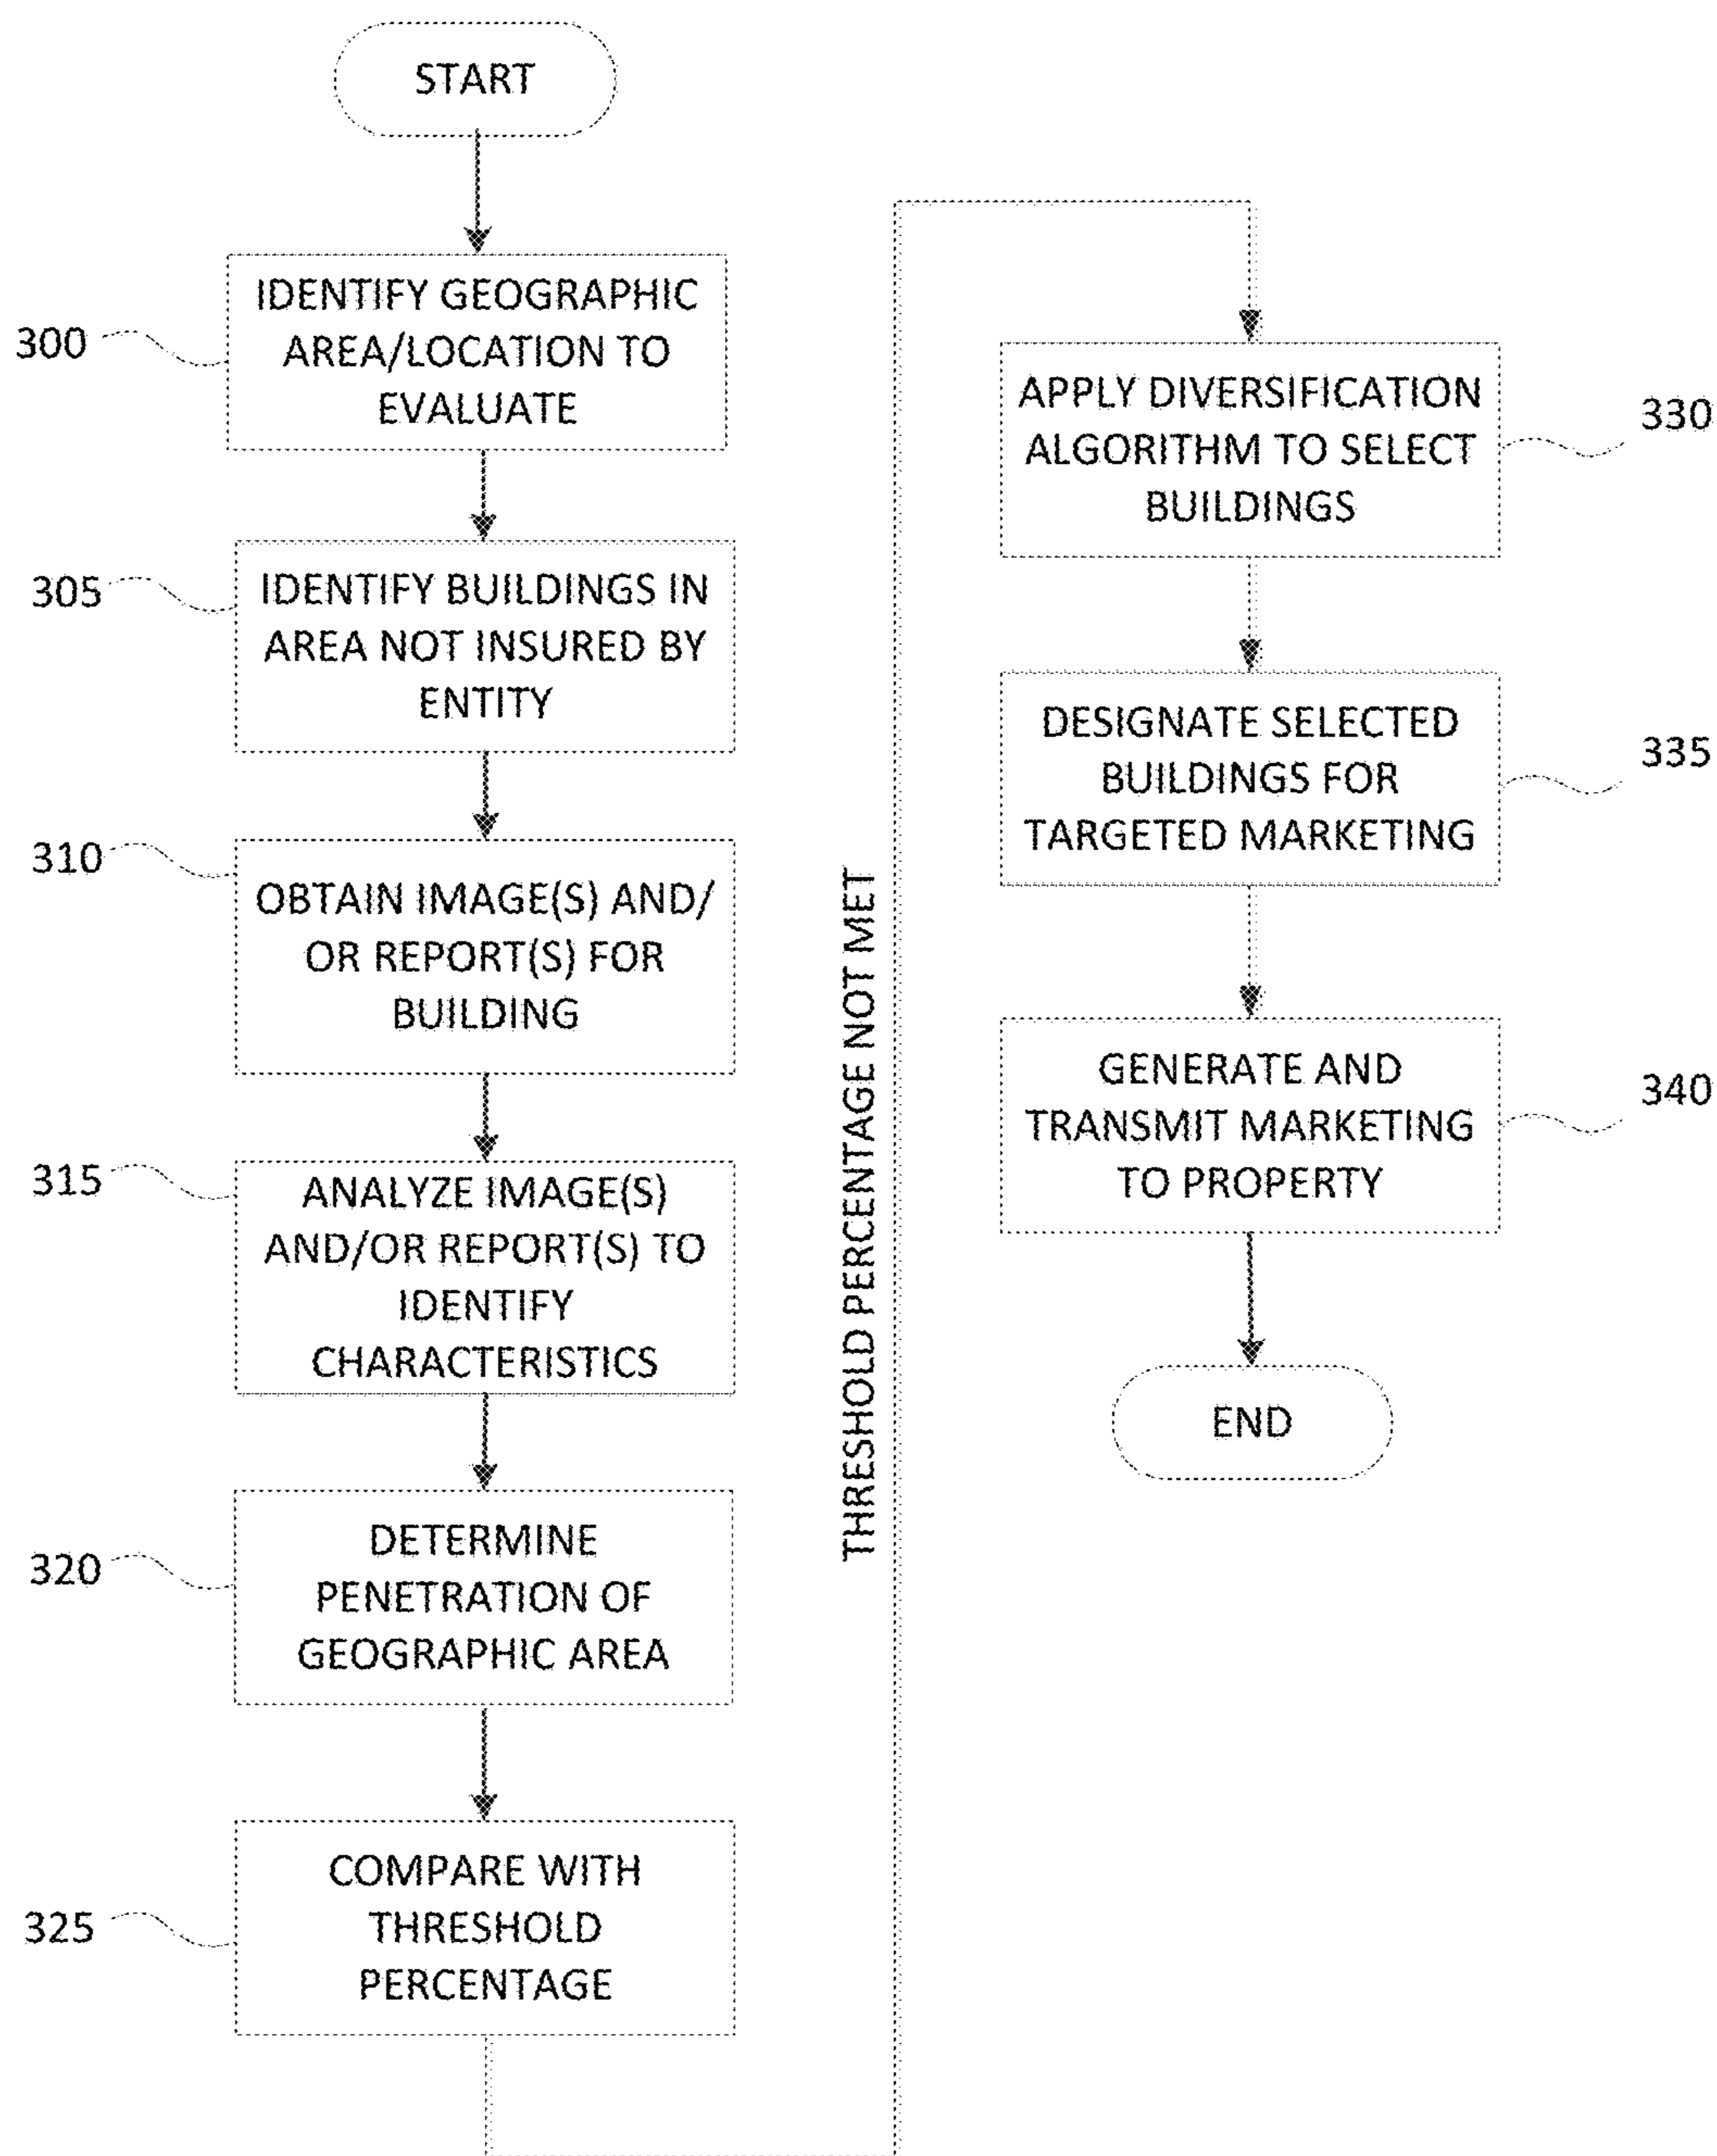 START
300
IDENTIFY GEOGRAPHIC
AREA/LOCATION TO
EVALUATE
305
IDENTIFY BUILDINGS IN
AREA NOT INSURED BY
ENTITY
310
OBTAIN IMAGE(S) AND/
OR REPORT(S) FOR
BUILDING
315
ANALYZE IMAGE(S)
AND/OR REPORT(S) TO
IDENTIFY
CHARACTERISTICS
320
DETERMINE
PENETRATION OF
GEOGRAPHIC AREA
325
COMPARE WITH
THRESHOLD
PERCENTAGE
THRESHOLD PERCENTAGE NOT MET
APPLY DIVERSIFICATION
ALGORITHM TO SELECT
BUILDINGS
330
DESIGNATE SELECTED
BUILDINGS FOR
TARGETED MARKETING
335
GENERATE AND
TRANSMIT MARKETING
TO PROPERTY
340
END